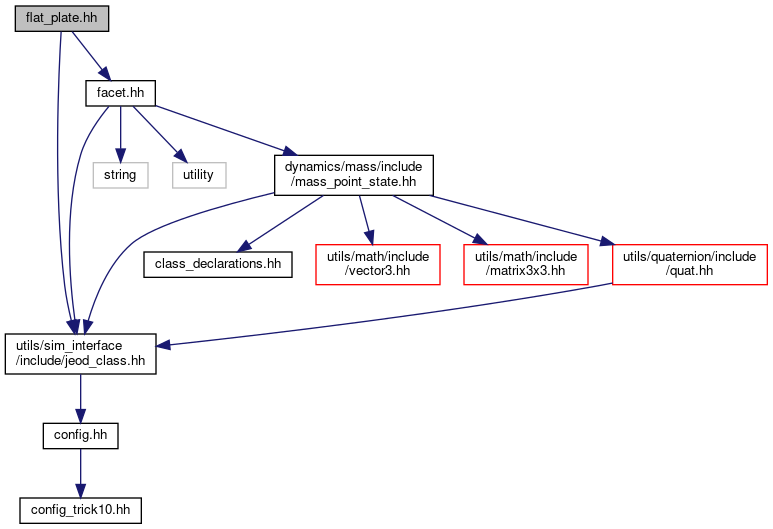 flat_plate.hh
facet.hh
string
utility
dynamics/mass/include
/mass_point_state.hh
class_declarations.hh
utils/math/include
/vector3.hh
utils/math/include
/matrix3x3.hh
utils/quaternion/include
/quat.hh
utils/sim_interface
/include/jeod_class.hh
config.hh
config_trick10.hh